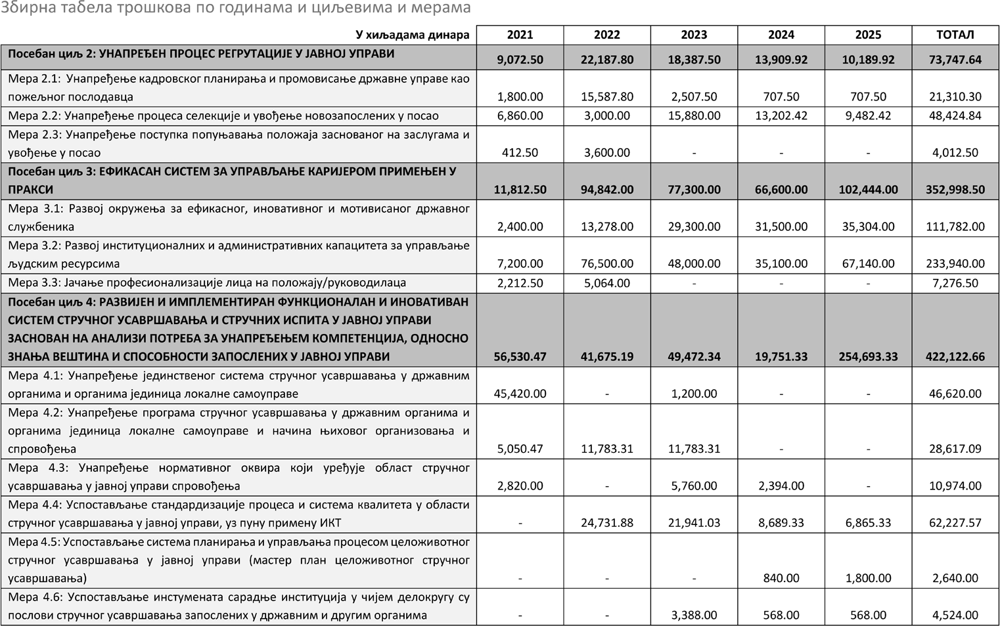 Збирна табела трошкова по годинама и циљевима и мерама
У хиљадама динара 2021 2022 2023 2024 2025 ТОТАЛ
Посебан циљ 2: УНАПРЕЂЕН ПРОЦЕС РЕГРУТАЦИЈЕ У ЈАВНОЈ УПРАВИ 9,072.50 22,187.80 18,387.50 13,909.92 10,189.92 73,747.64
Мера 2.1: Унапређење кадровског планирања и промовисање државне управе као
пожељног послодавца 1,800.00 15,587.80 2,507.50 707.50 707.50 21,310.30
Мера 2.2: Унапређење процеса селекције и увођење новозапослених у посао 6,860.00 3,000.00 15,880.00 13,202.42 9,482.42 48,424.84
Мера 2.3: Унапређење поступка попуњавања положаја заснованог на заслугама и
увођење у посао 412.50 3,600.00 - - - 4,012.50
Посебан циљ 3: ЕФИКАСАН СИСТЕМ ЗА УПРАВЉАЊЕ КАРИЈЕРОМ ПРИМЕЊЕН У
ПРАКСИ 11,812.50 94,842.00 77,300.00 66,600.00 102,444.00 352,998.50
Мера 3.1: Развој окружења за ефикасног, иновативног и мотивисаног државног
службеника 2,400.00 13,278.00 29,300.00 31,500.00 35,304.00 111,782.00
Мера 3.2: Развој институционалних и административних капацитета за управљање
људским ресурсима 7,200.00 76,500.00 48,000.00 35,100.00 67,140.00 233,940.00
Мера 3.3: Јачање професионализације лица на положају/руководилаца 2,212.50 5,064.00 - - - 7,276.50
Посебан циљ 4: РАЗВИЈЕН И ИМПЛЕМЕНТИРАН ФУНКЦИОНАЛАН И ИНОВАТИВАН
СИСТЕМ СТРУЧНОГ УСАВРШАВАЊА И СТРУЧНИХ ИСПИТА У ЈАВНОЈ УПРАВИ
ЗАСНОВАН НА АНАЛИЗИ ПОТРЕБА ЗА УНАПРЕЂЕЊЕМ КОМПЕТЕНЦИЈА, ОДНОСНО
ЗНАЊА ВЕШТИНА И СПОСОБНОСТИ ЗАПОСЛЕНИХ У ЈАВНОЈ УПРАВИ 56,530.47 41,675.19 49,472.34 19,751.33 254,693.33 422,122.66
Мера 4.1: Унапређење јединственог система стручног усавршавања у државним
органима и органима јединица локалне самоуправе 45,420.00 - 1,200.00 - - 46,620.00
Мера 4.2: Унапређење програма стручног усавршавања у државним органима и
органима јединица локалне самоуправе и начина њиховог организовања и
спровођења 5,050.47 11,783.31 11,783.31 - - 28,617.09
Мера 4.3: Унапређење нормативног оквира који уређује област стручног
усавршавања у јавној управи спровођења 2,820.00 - 5,760.00 2,394.00 - 10,974.00
Мера 4.4: Успостављање стандардизације процеса и система квалитета у области
стручног усавршавања у јавној управи, уз пуну примену ИКТ - 24,731.88 21,941.03 8,689.33 6,865.33 62,227.57
Мера 4.5: Успостављање система планирања и управљања процесом целоживотног
стручног усавршавања у јавној управи (мастер план целоживотног стручног
усавршавања) - - - 840.00 1,800.00 2,640.00
Мера 4.6: Успостављање инстумената сарадње институција у чијем делокругу су
послови стручног усавршавања запослених у државним и другим органима - - 3,388.00 568.00 568.00 4,524.00